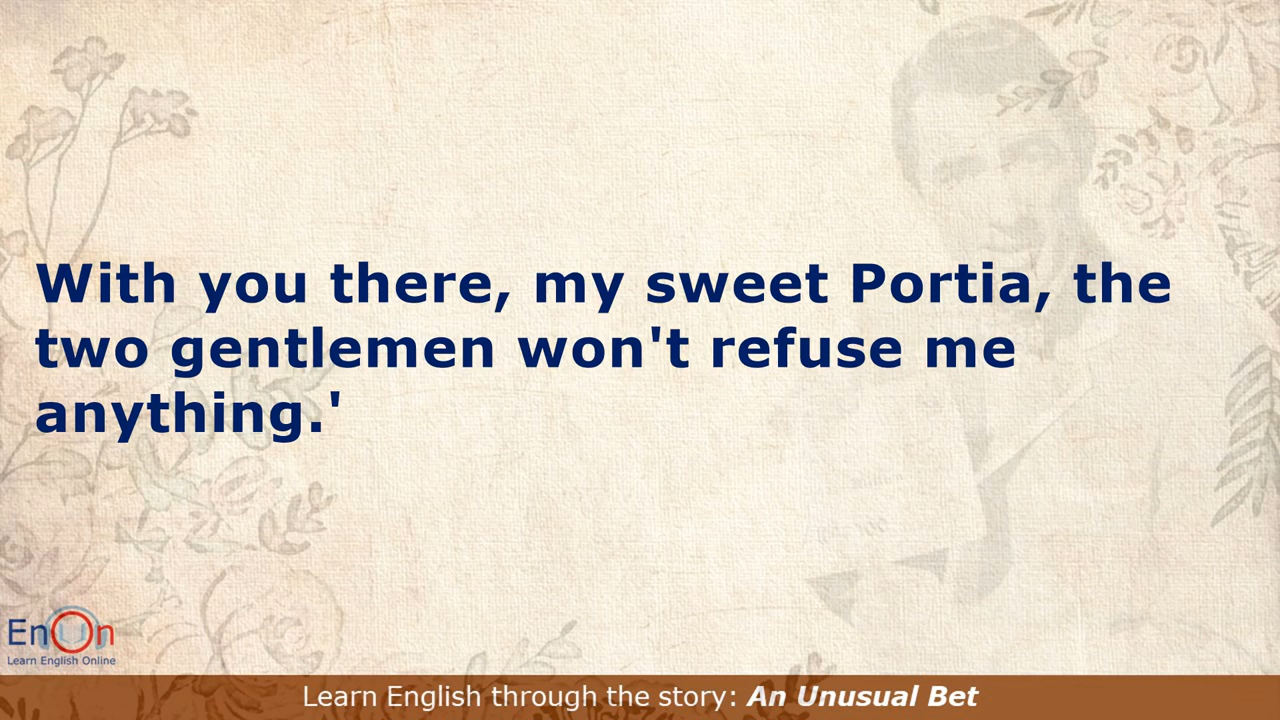 With you there, my sweet Portia, the
two gentlemen won't refuse me
anything.'
EnOn
Learn English Online
Learn English through the story: An Unusual Bet